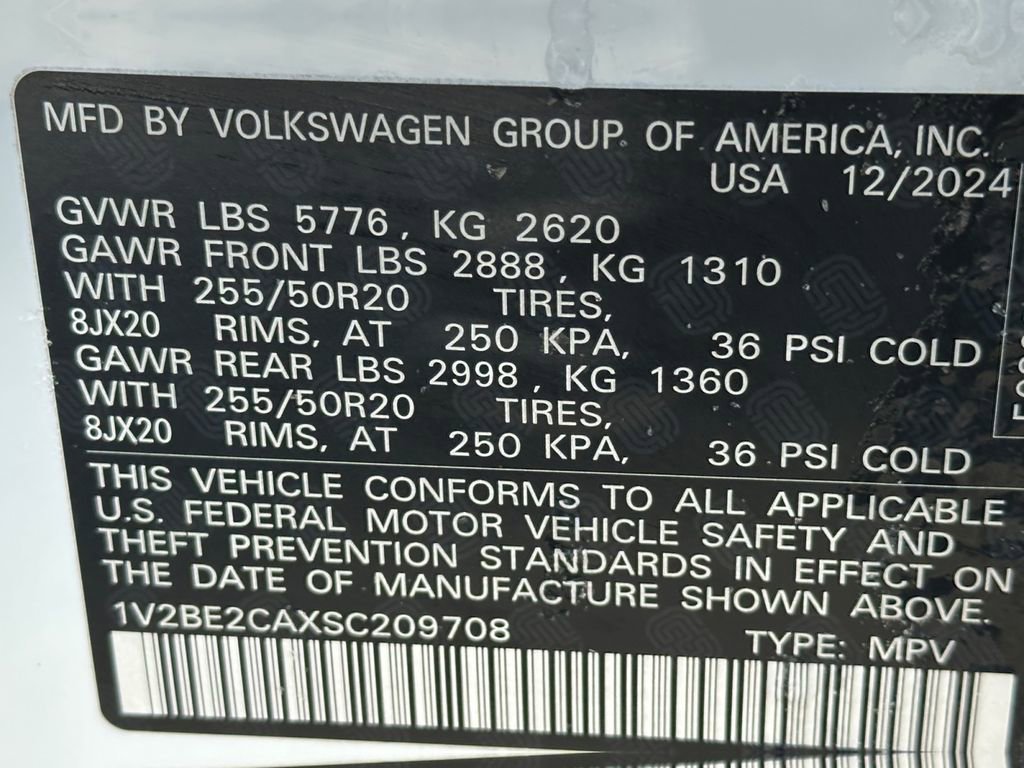 MFD BY VOLKSWAGEN GROUP OF AMERICA, INC.
USA 12/2024
GVWR LBS 5776, KG 2620
GAWR FRONT LBS 2888, KG 1310
WITH 255/50R20 TIRES,
8JX20 RIMS, AT 250 KPA, 36 PSI COLD
GAWR REAR LBS 2998, KG 1360
WITH 255/50R20 TIRES,
8JX20 RIMS, AT 250 KPA, 36 PSI COLD
THIS VEHICLE CONFORMS TO ALL APPLICABLE
U.S. FEDERAL MOTOR VEHICLE SAFETY AND
THEFT PREVENTION STANDARDS IN EFFECT ON
THE DATE OF MANUFACTURE SHOWN ABOVE.
1V2BE2CAXSC209708
TYPE: MPV